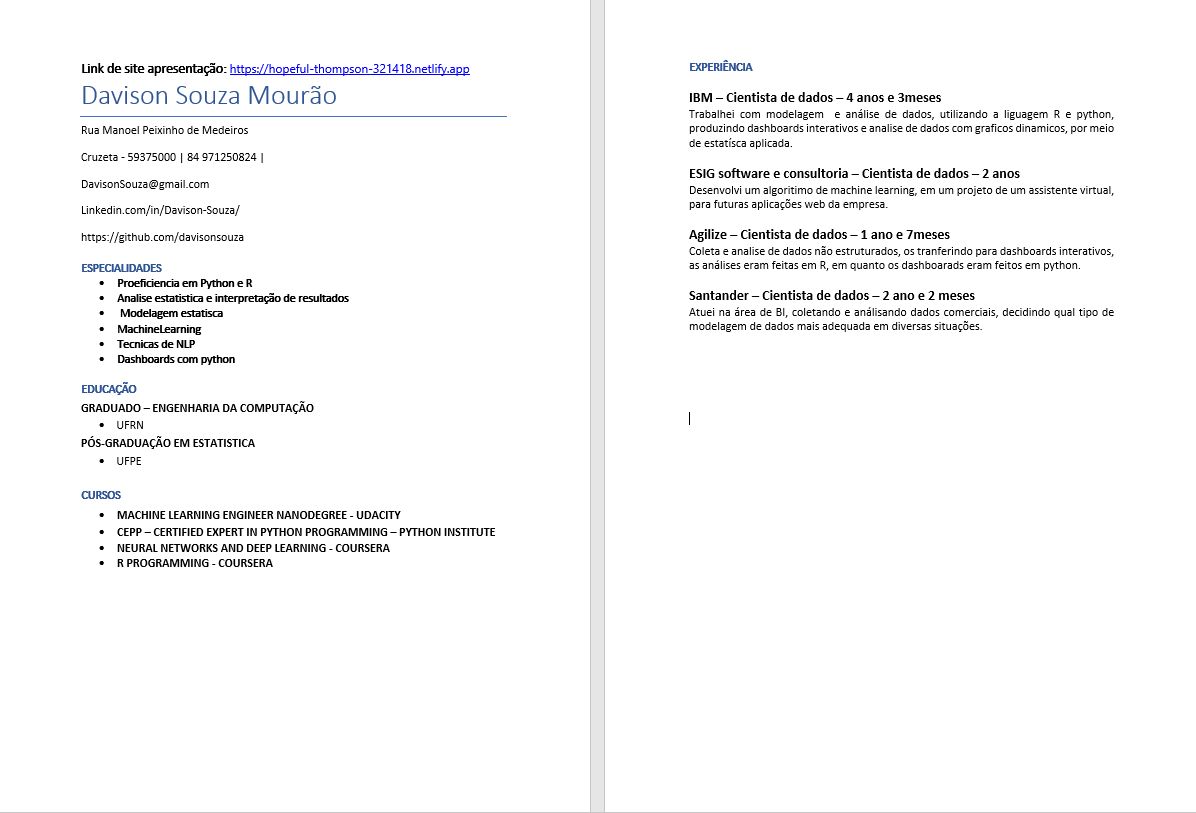 Link de site apresentação: https://hopeful-thompson-321418.netlify.app
Davison Souza Mourão
Rua Manoel Peixinho de Medeiros
Cruzeta - 59375000 | 84 971250824 |
DavisonSouza@gmail.com
Linkedin.com/in/Davison-Souza/
https://github.com/davisonsouza
ESPECIALIDADES
• Proeficiencia em Python e R
• Analise estatistica e interpretação de resultados
• Modelagem estatisca
• MachineLearning
• Tecnicas de NLP
• Dashboards com python
EDUCAÇÃO
GRADUADO – ENGENHARIA DA COMPUTAÇÃO
• UFRN
PÓS-GRADUAÇÃO EM ESTATISTICA
• UFPE
CURSOS
• MACHINE LEARNING ENGINEER NANODEGREE - UDACITY
• CEPP – CERTIFIED EXPERT IN PYTHON PROGRAMMING – PYTHON INSTITUTE
• NEURAL NETWORKS AND DEEP LEARNING - COURSERA
• R PROGRAMMING - COURSERA
EXPERIÊNCIA
IBM – Cientista de dados – 4 anos e 3meses
Trabalhei com modelagem e análise de dados, utilizando a liguagem R e python,
produzindo dashboards interativos e analise de dados com graficos dinamicos, por meio
de estatísca aplicada.
ESIG software e consultoria – Cientista de dados – 2 anos
Desenvolvi um algoritimo de machine learning, em um projeto de um assistente virtual,
para futuras aplicações web da empresa.
Agilize – Cientista de dados – 1 ano e 7meses
Coleta e analise de dados não estruturados, os tranferindo para dashboards interativos,
as análises eram feitas em R, em quanto os dashboarads eram feitos em python.
Santander – Cientista de dados – 2 ano e 2 meses
Atuei na área de BI, coletando e análisando dados comerciais, decidindo qual tipo de
modelagem de dados mais adequada em diversas situações.